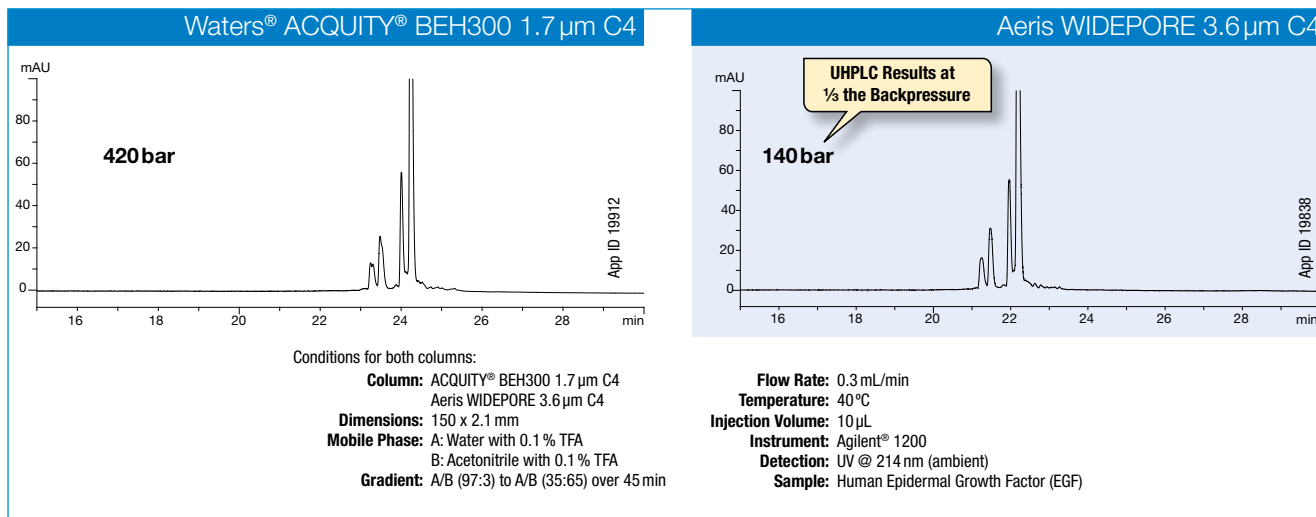 Waters® ACQUITY® BEH300 1.7 µm C4
mAU
80
60
40
20
0
420 bar
App ID 19912
16
18
20
22
24
26
28
min
Aeris WIDEPORE 3.6 µm C4
mAU
UHPLC Results at
⅓ the Backpressure
80
60
40
20
0
140 bar
App ID 19838
16
18
20
22
24
26
28
min
Conditions for both columns:
Column: ACQUITY® BEH300 1.7 µm C4
Aeris WIDEPORE 3.6 µm C4
Dimensions: 150 x 2.1 mm
Mobile Phase: A: Water with 0.1 % TFA
B: Acetonitrile with 0.1 % TFA
Gradient: A/B (97:3) to A/B (35:65) over 45 min
Flow Rate: 0.3 mL/min
Temperature: 40 ºC
Injection Volume: 10 µL
Instrument: Agilent® 1200
Detection: UV @ 214 nm (ambient)
Sample: Human Epidermal Growth Factor (EGF)